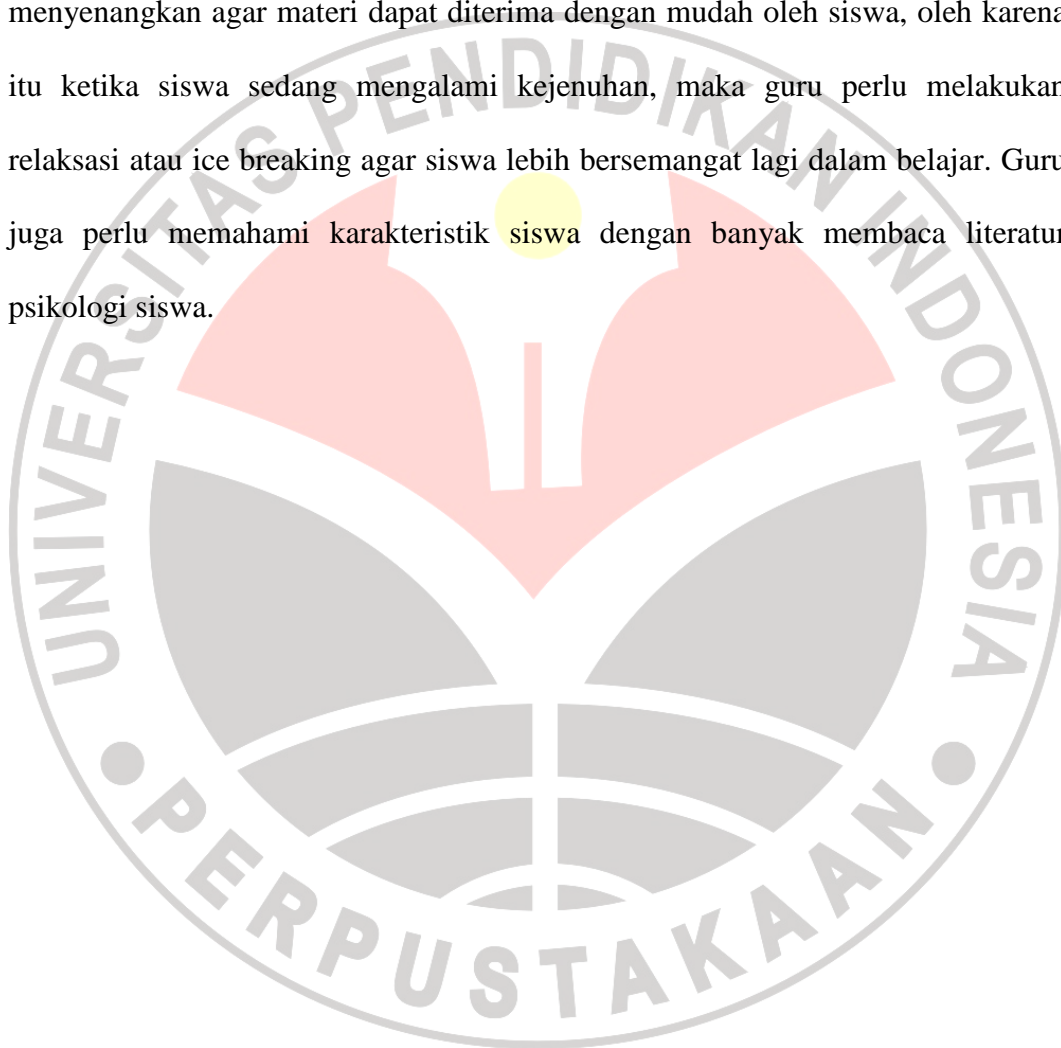 menyenangkan agar materi dapat diterima dengan mudah oleh siswa, oleh karena
itu ketika siswa sedang mengalami kejenuhan, maka guru perlu melakukan
relaksasi atau ice breaking agar siswa lebih bersemangat lagi dalam belajar. Guru
juga perlu memahami karakteristik siswa dengan banyak membaca literatur
psikologi siswa.
UNIVERSITAS PENDIDIKAN INDONESIA
PERPUSTAKAAN